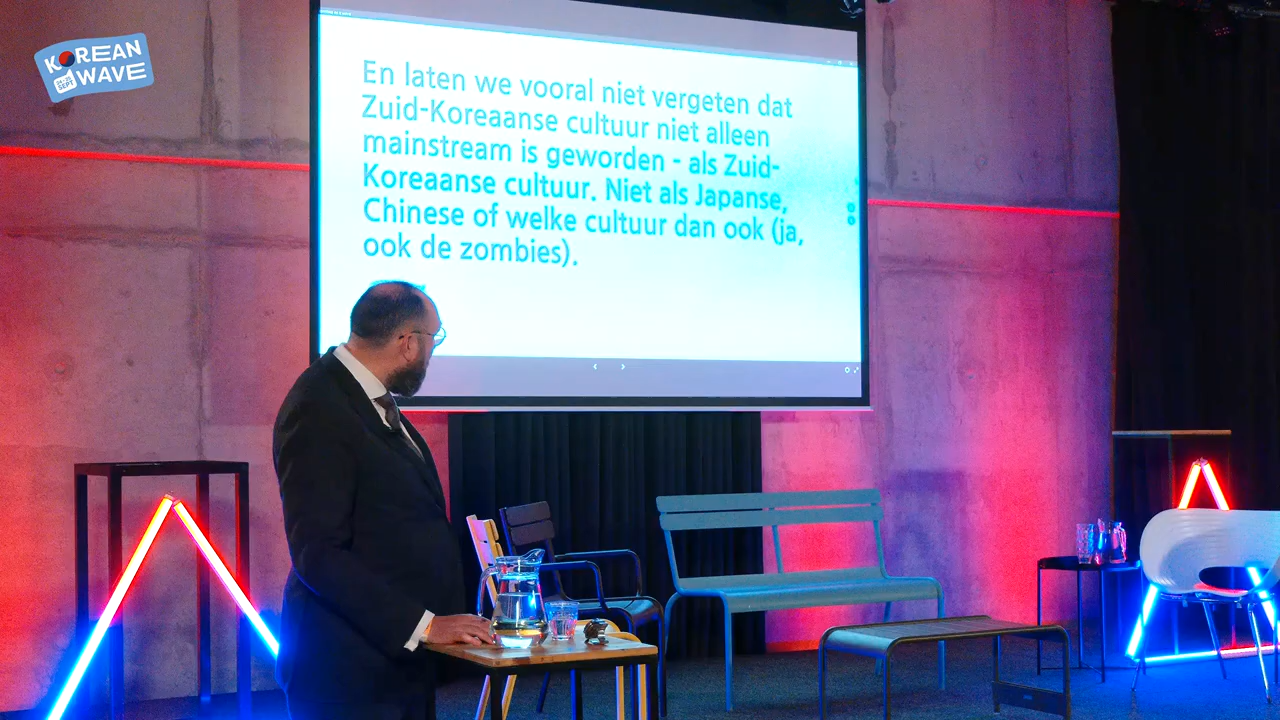 KOREAN
WAVE
SEPT
En laten we vooral niet vergeten dat
Zuid-Koreaanse cultuur niet alleen
mainstream is geworden - als Zuid-
Koreaanse cultuur. Niet als Japanse,
Chinese of welke cultuur dan ook (ja,
ook de zombies).